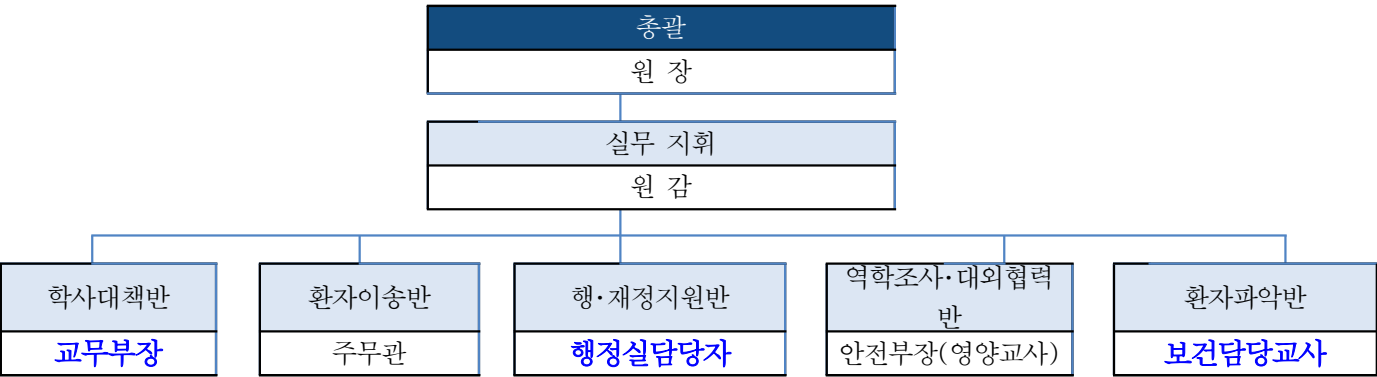 총괄
원 장
실무 지휘
원 감
학사대책반
교무부장
환자이송반
주무관
행·재정지원반
행정실담당자
역학조사·대외협력
반
안전부장(영양교사)
환자파악반
보건담당교사